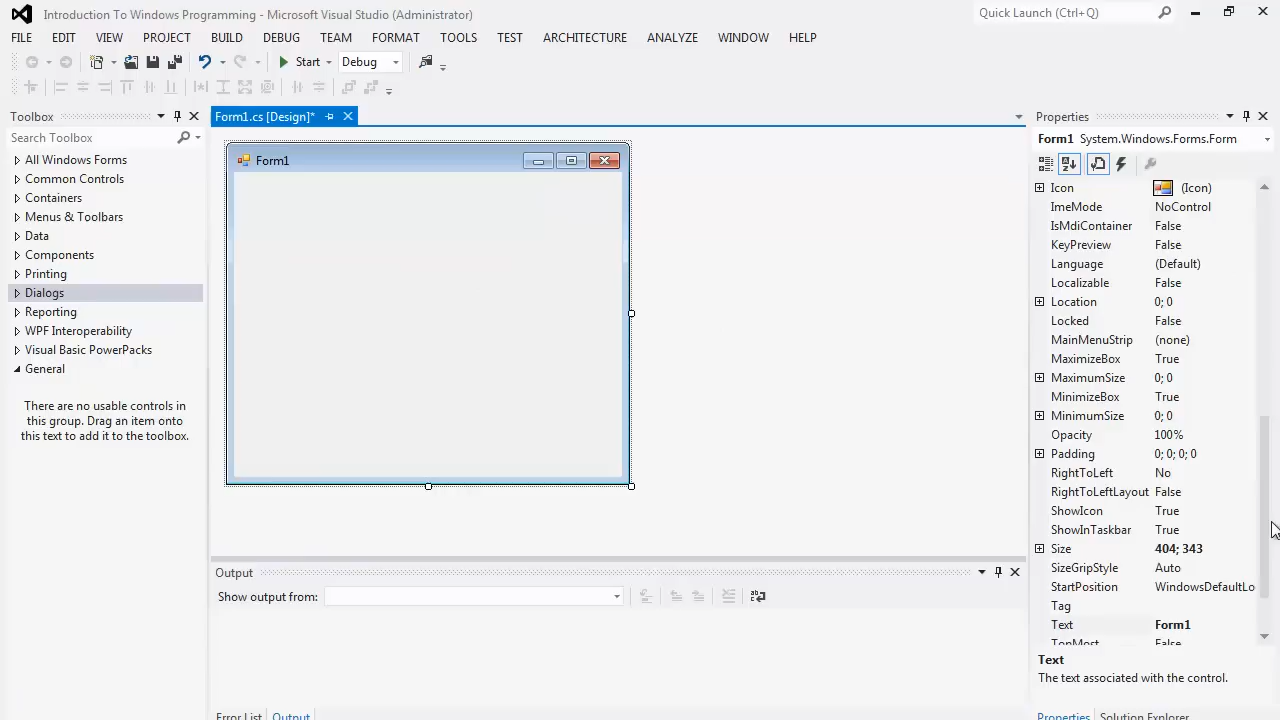 Introduction To Windows Programming - Microsoft Visual Studio (Administrator)
Quick Launch (Ctrl+Q)
FILE EDIT VIEW PROJECT BUILD DEBUG TEAM FORMAT TOOLS TEST ARCHITECTURE ANALYZE WINDOW HELP
Start Debug
Toolbox
Search Toolbox
All Windows Forms
Common Controls
Containers
Menus & Toolbars
Data
Components
Printing
Dialogs
Reporting
WPF Interoperability
Visual Basic PowerPacks
General
There are no usable controls in
this group. Drag an item onto
this text to add it to the toolbox.
Form1.cs [Design]*
Form1
Output
Show output from:
Error List Output
Properties
Form1 System.Windows.Forms.Form
Icon (Icon)
ImeMode NoControl
IsMdiContainer False
KeyPreview False
Language (Default)
Localizable False
Location 0; 0
Locked False
MainMenuStrip (none)
MaximizeBox True
MaximumSize 0; 0
MinimizeBox True
MinimumSize 0; 0
Opacity 100%
Padding 0; 0; 0; 0
RightToLeft No
RightToLeftLayout False
ShowIcon True
ShowInTaskbar True
Size 404; 343
SizeGripStyle Auto
StartPosition WindowsDefaultLo
Tag
Text Form1
TopMost False
Text
The text associated with the control.
Properties Solution Explorer